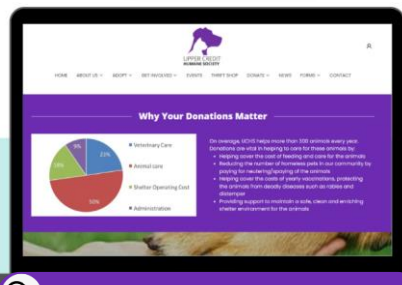 UPPER CREDIT
HUMANE SOCIETY
HOME ABOUT US ADOPT GET INVOLVED EVENTS THRIFT SHOP DONATE NEWS FORMS CONTACT
Why Your Donations Matter
9%
22%
50%
Veterinary Care
Animal care
Shelter Operating Cost
Administration
On average, UCHS helps more than 300 animals every year.
Donations are vital in helping to care for these animals by:
• Helping cover the cost of feeding and care for the animals
• Reducing the number of homeless pets in our community by
paying for neutering/spaying of the animals
• Helping cover the costs of yearly vaccinations, protecting
the animals from deadly diseases such as rabies and
distemper
• Providing support to maintain a safe, clean and enriching
shelter environment for the animals